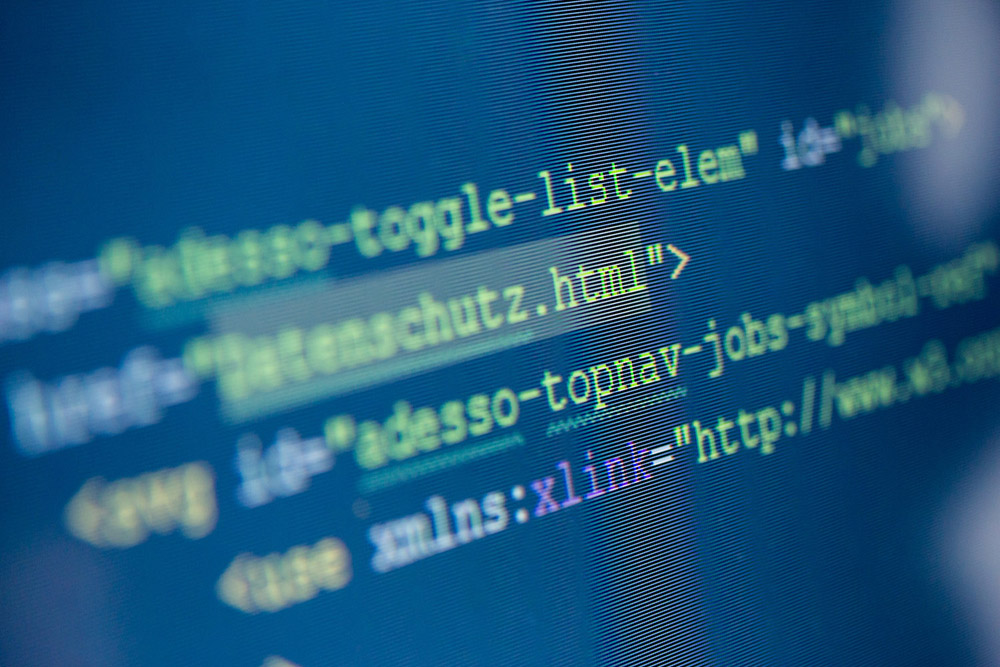 "adesso-toggle-list-elem" id="jobs">
href="Datenschutz.html">
<svg id="adesso-topnav-jobs-symbol-
<use xmlns:xlink="http://www.w3.